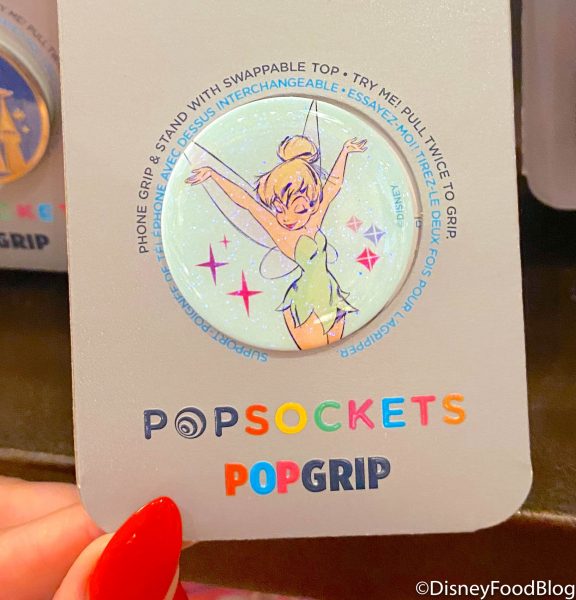 PHONE GRIP & STAND WITH SWAPPABLE TOP • TRY ME! PULL TWICE TO GRIP.
SUPPORT-POIGNÉE DE TÉLÉPHONE AVEC DESSUS INTERCHANGEABLE • ESSAYEZ-MOI! TIREZ-LE DEUX FOIS POUR L'AGRIPPER.
©DISNEY
POPSOCKETS
POPGRIP
CKETS
GRIP
©DisneyFoodBlog